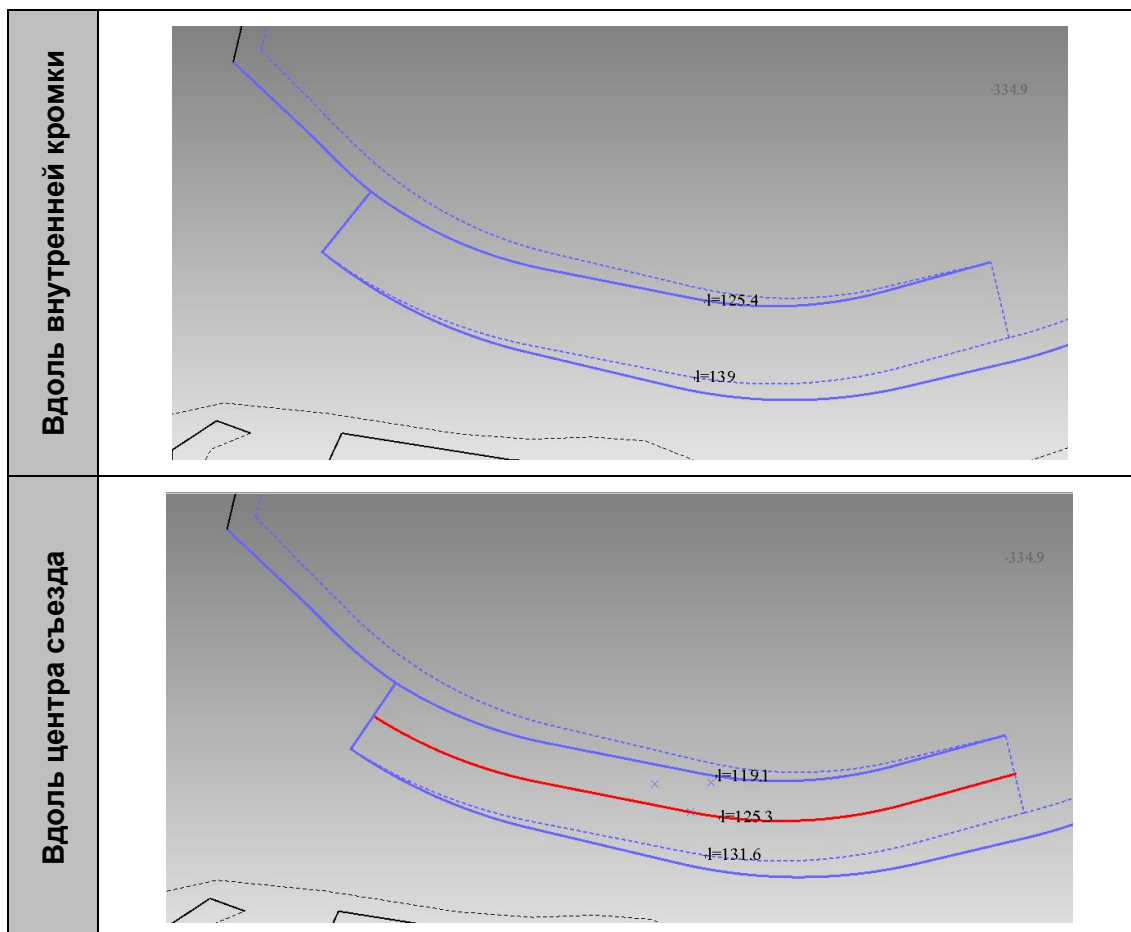 Вдоль внутренней кромки
-334.9
l=125.4
l=139
Вдоль центра съезда
-334.9
l=119.1
l=125.3
l=131.6